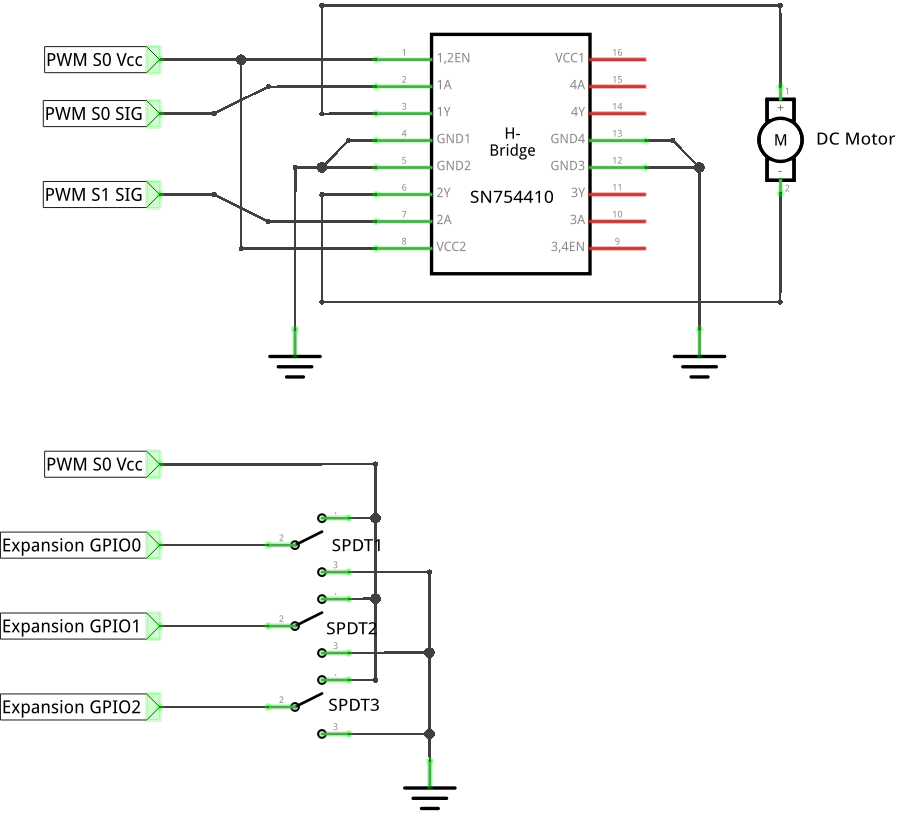 PWM S0 Vcc
PWM S0 SIG
PWM S1 SIG
1 1,2EN VCC1 16
2 1A 4A 15
3 1Y 4Y 14
4 GND1 GND4 13
5 GND2 GND3 12
6 2Y 3Y 11
7 2A 3A 10
8 VCC2 3,4EN 9
H-
Bridge
SN754410
1
+
M DC Motor
-
2
PWM S0 Vcc
Expansion GPIO0 2 SPDT1
3
Expansion GPIO1 2 SPDT2
3
Expansion GPIO2 2 SPDT3
3